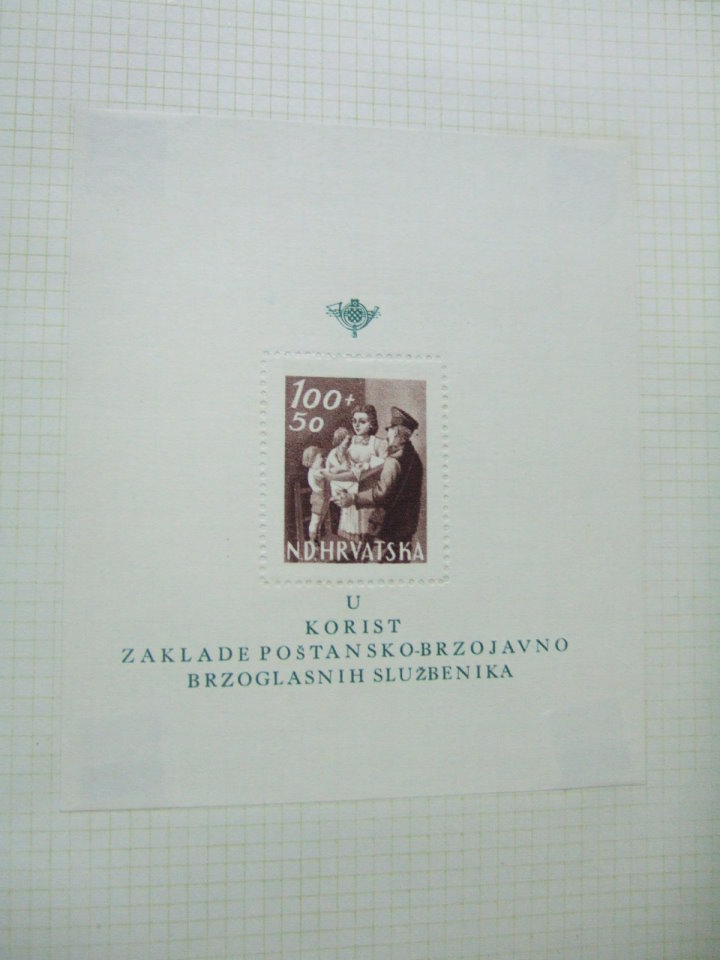 100+
50
N.D.HRVATSKA
U
KORIST
ZAKLADE POŠTANSKO-BRZOJAVNO
BRZOGLASNIH SLUŽBENIKA